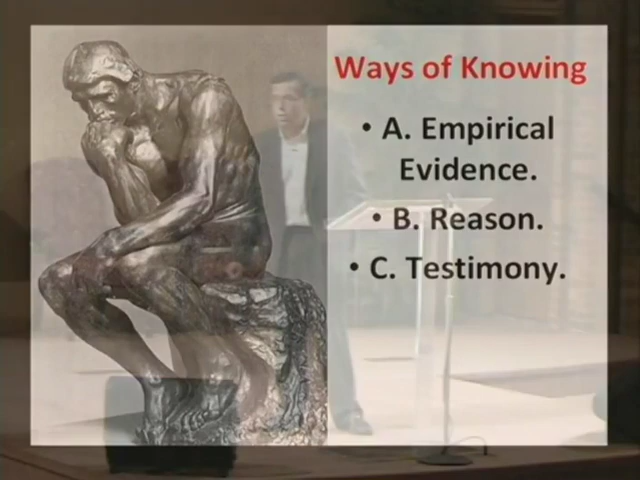 Ways of Knowing
• A. Empirical
Evidence.
• B. Reason.
• C. Testimony.